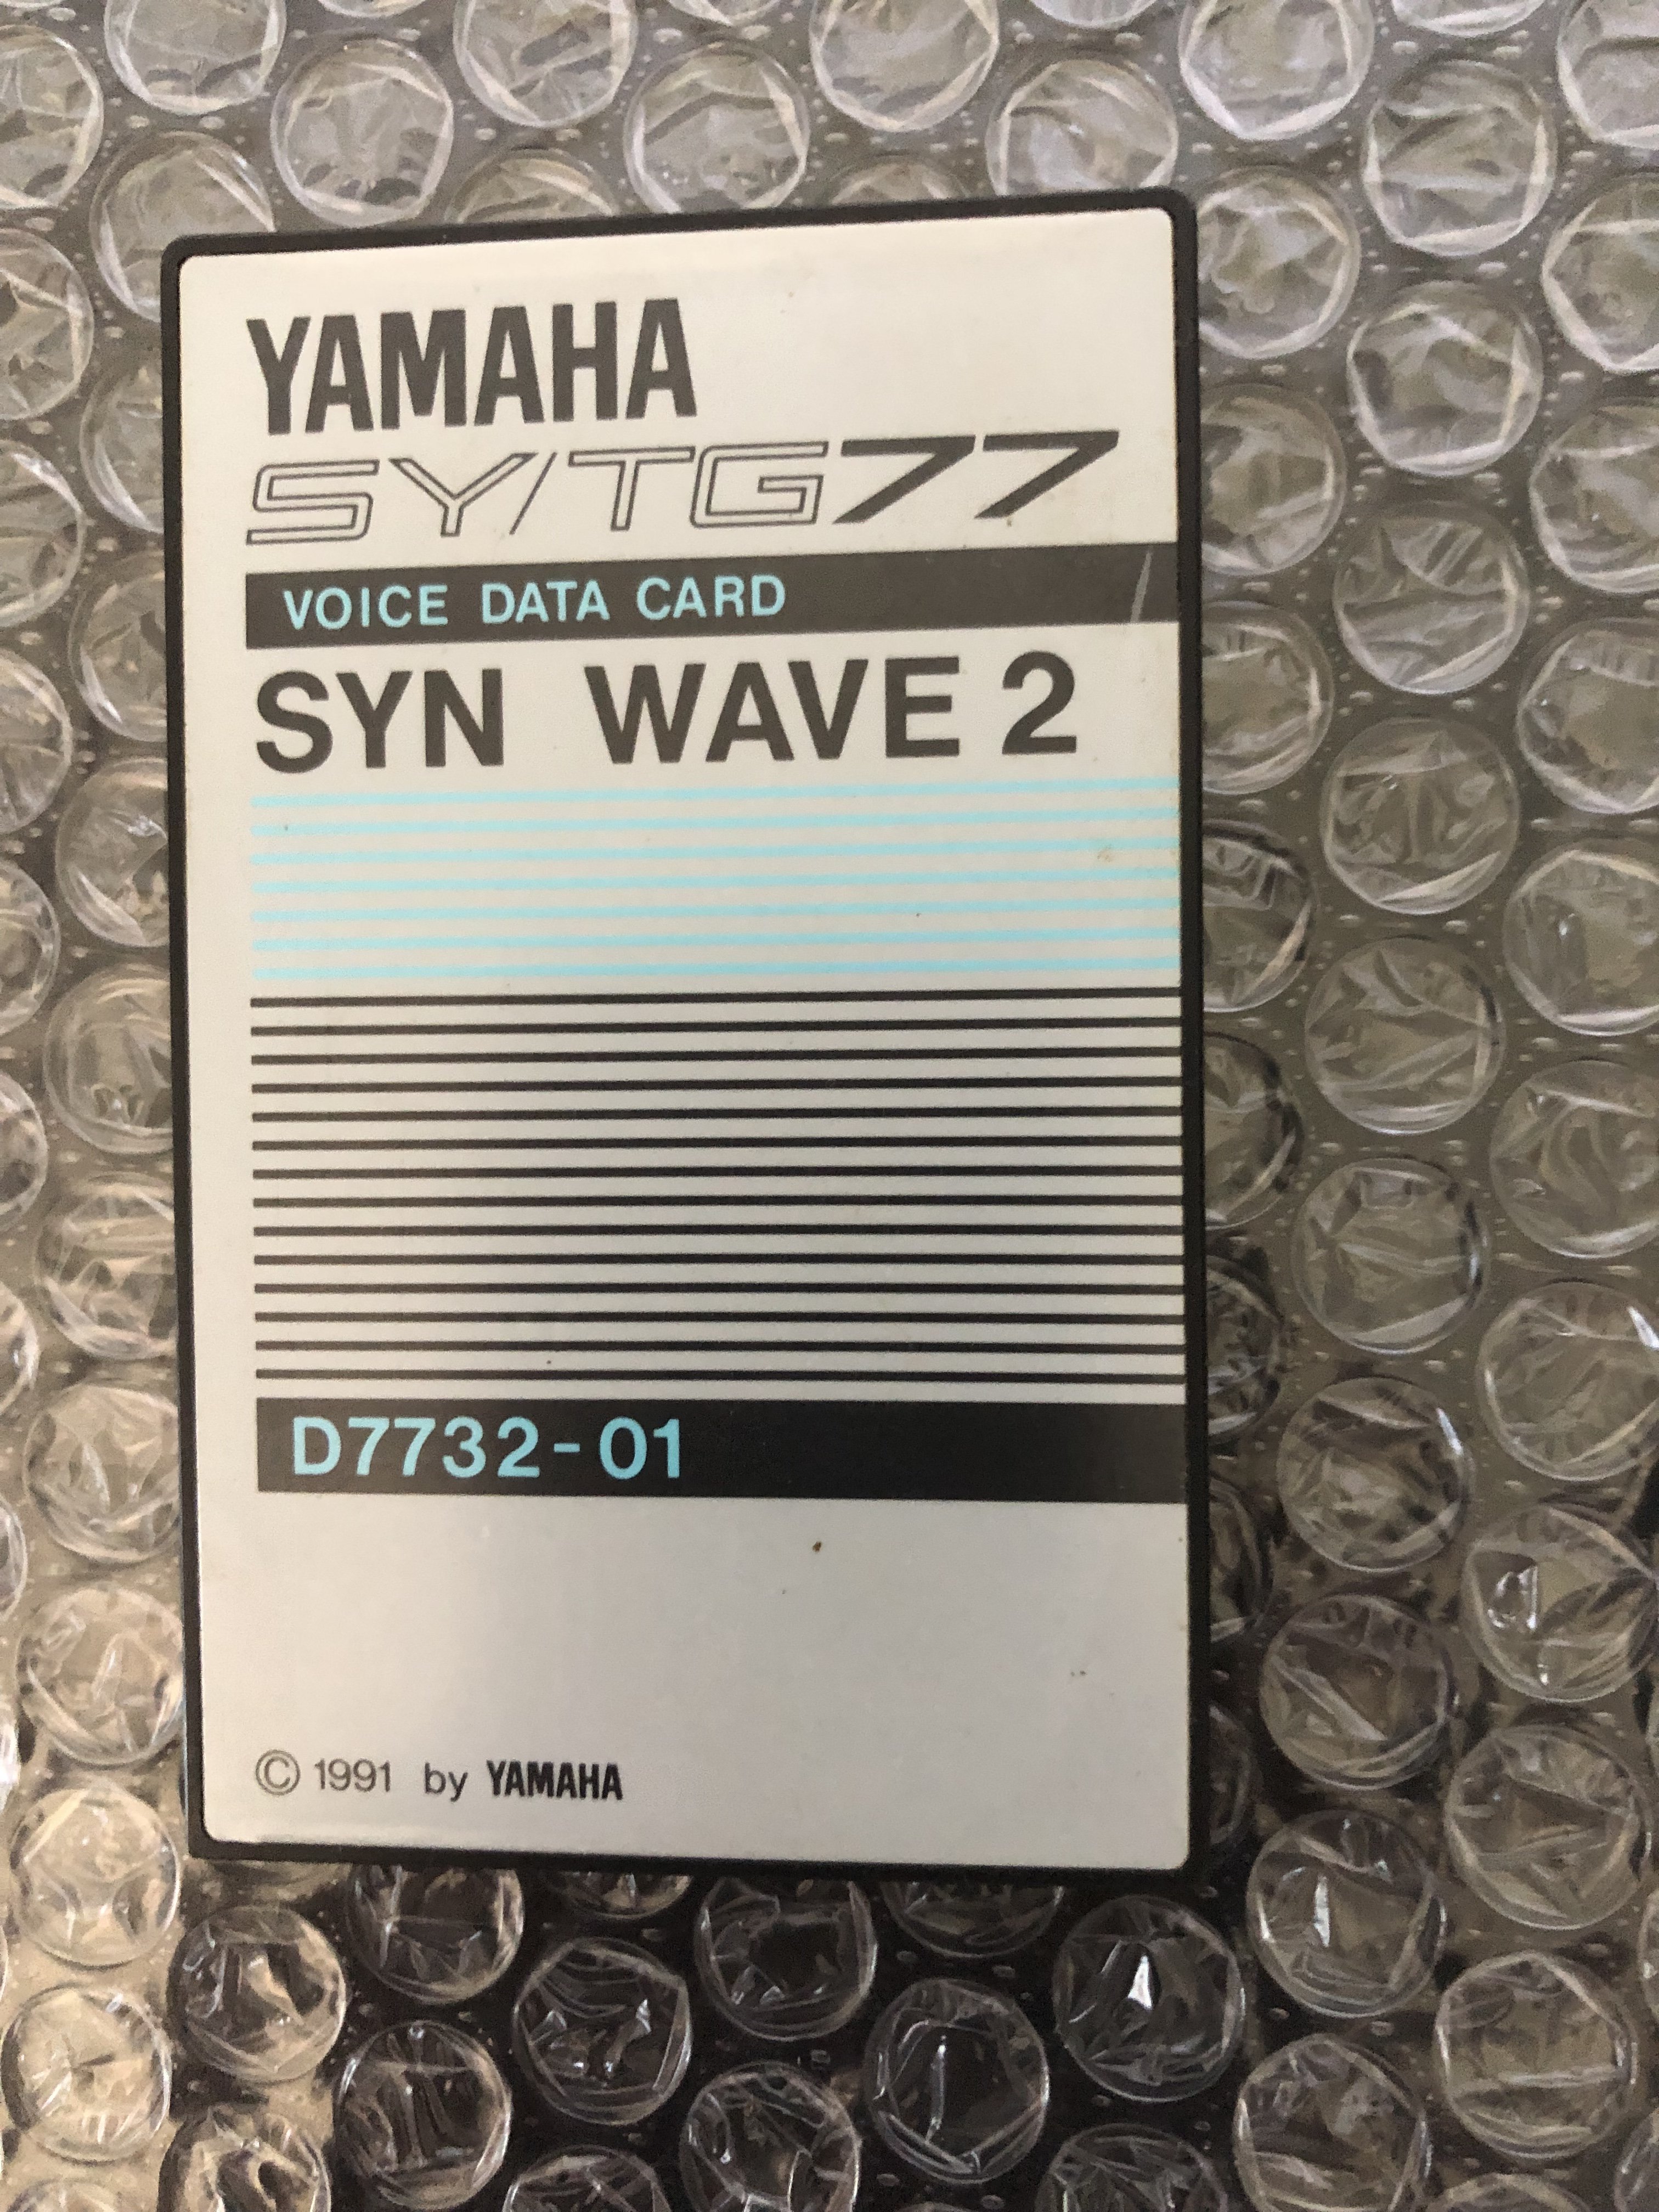 YAMAHA
SY/TG77
VOICE DATA CARD
SYN WAVE 2
D7732-01
© 1991 by YAMAHA